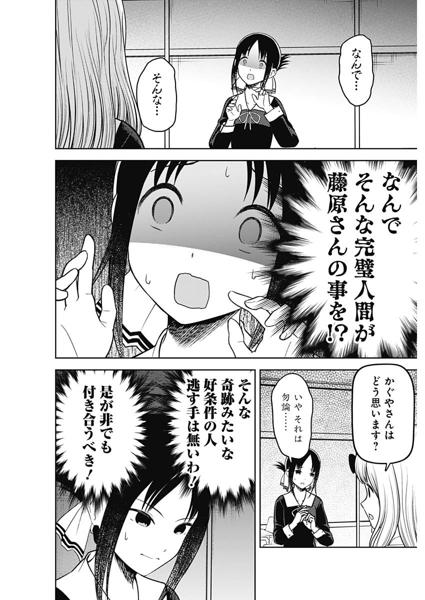 なんで…
そんな…
なんで
そんな完璧人間が
藤原さんの事を!?
かぐやさんは
どう思います？
いや それは
勿論……
そんな
奇跡みたいな
好条件の人
逃す手は無いわ！
是が非でも
付き合うべき！